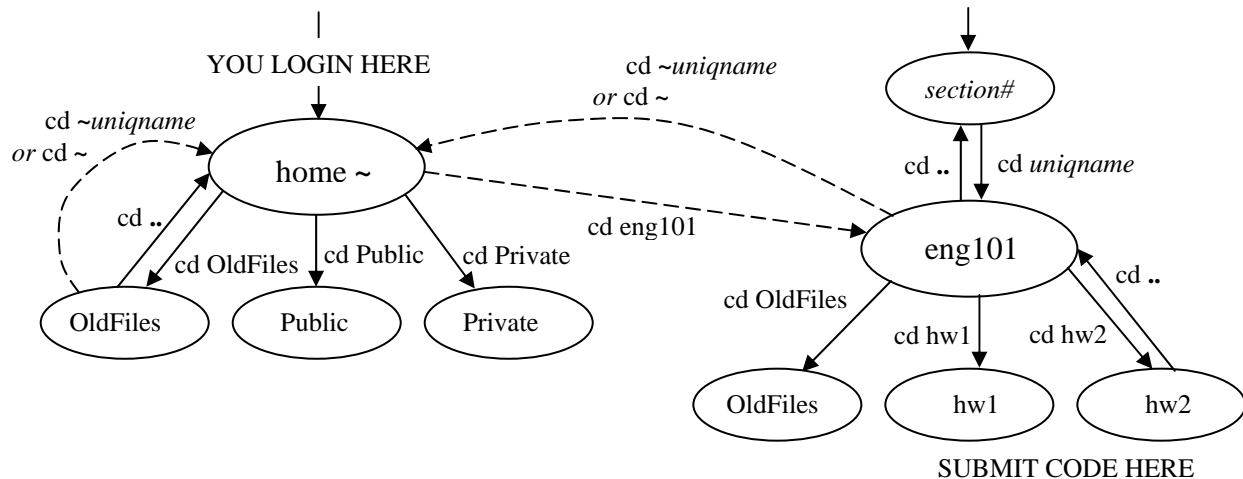 YOU LOGIN HERE
cd ~uniqname
or cd ~
home ~
cd ..
cd OldFiles
cd Public
cd Private
OldFiles
Public
Private
cd ~uniqname
or cd ~
cd eng101
section#
cd ..
cd uniqname
eng101
cd OldFiles
cd hw1
cd hw2
cd ..
OldFiles
hw1
hw2
SUBMIT CODE HERE